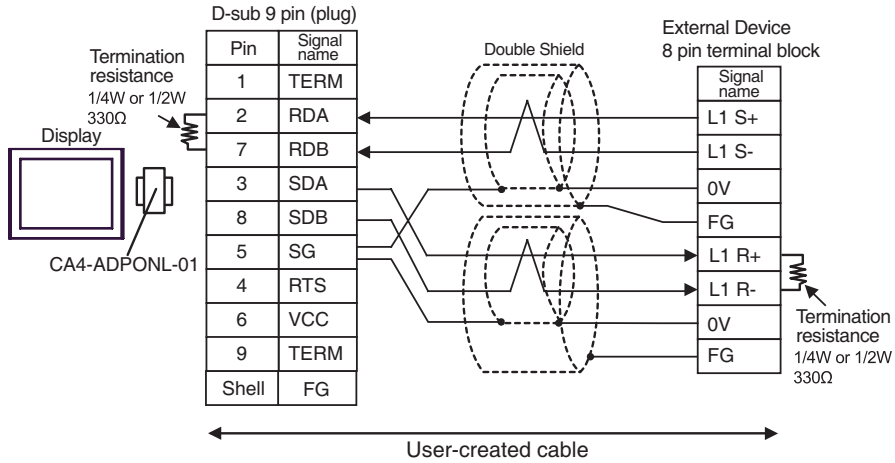 D-sub 9 pin (plug)
Pin Signal name
1 TERM
2 RDA
7 RDB
3 SDA
8 SDB
5 SG
4 RTS
6 VCC
9 TERM
Shell FG
Termination
resistance
1/4W or 1/2W
330Ω
Display
CA4-ADPONL-01
Double Shield
External Device
8 pin terminal block
Signal
name
L1 S+
L1 S-
0V
FG
L1 R+
L1 R-
0V
FG
Termination
resistance
1/4W or 1/2W
330Ω
User-created cable